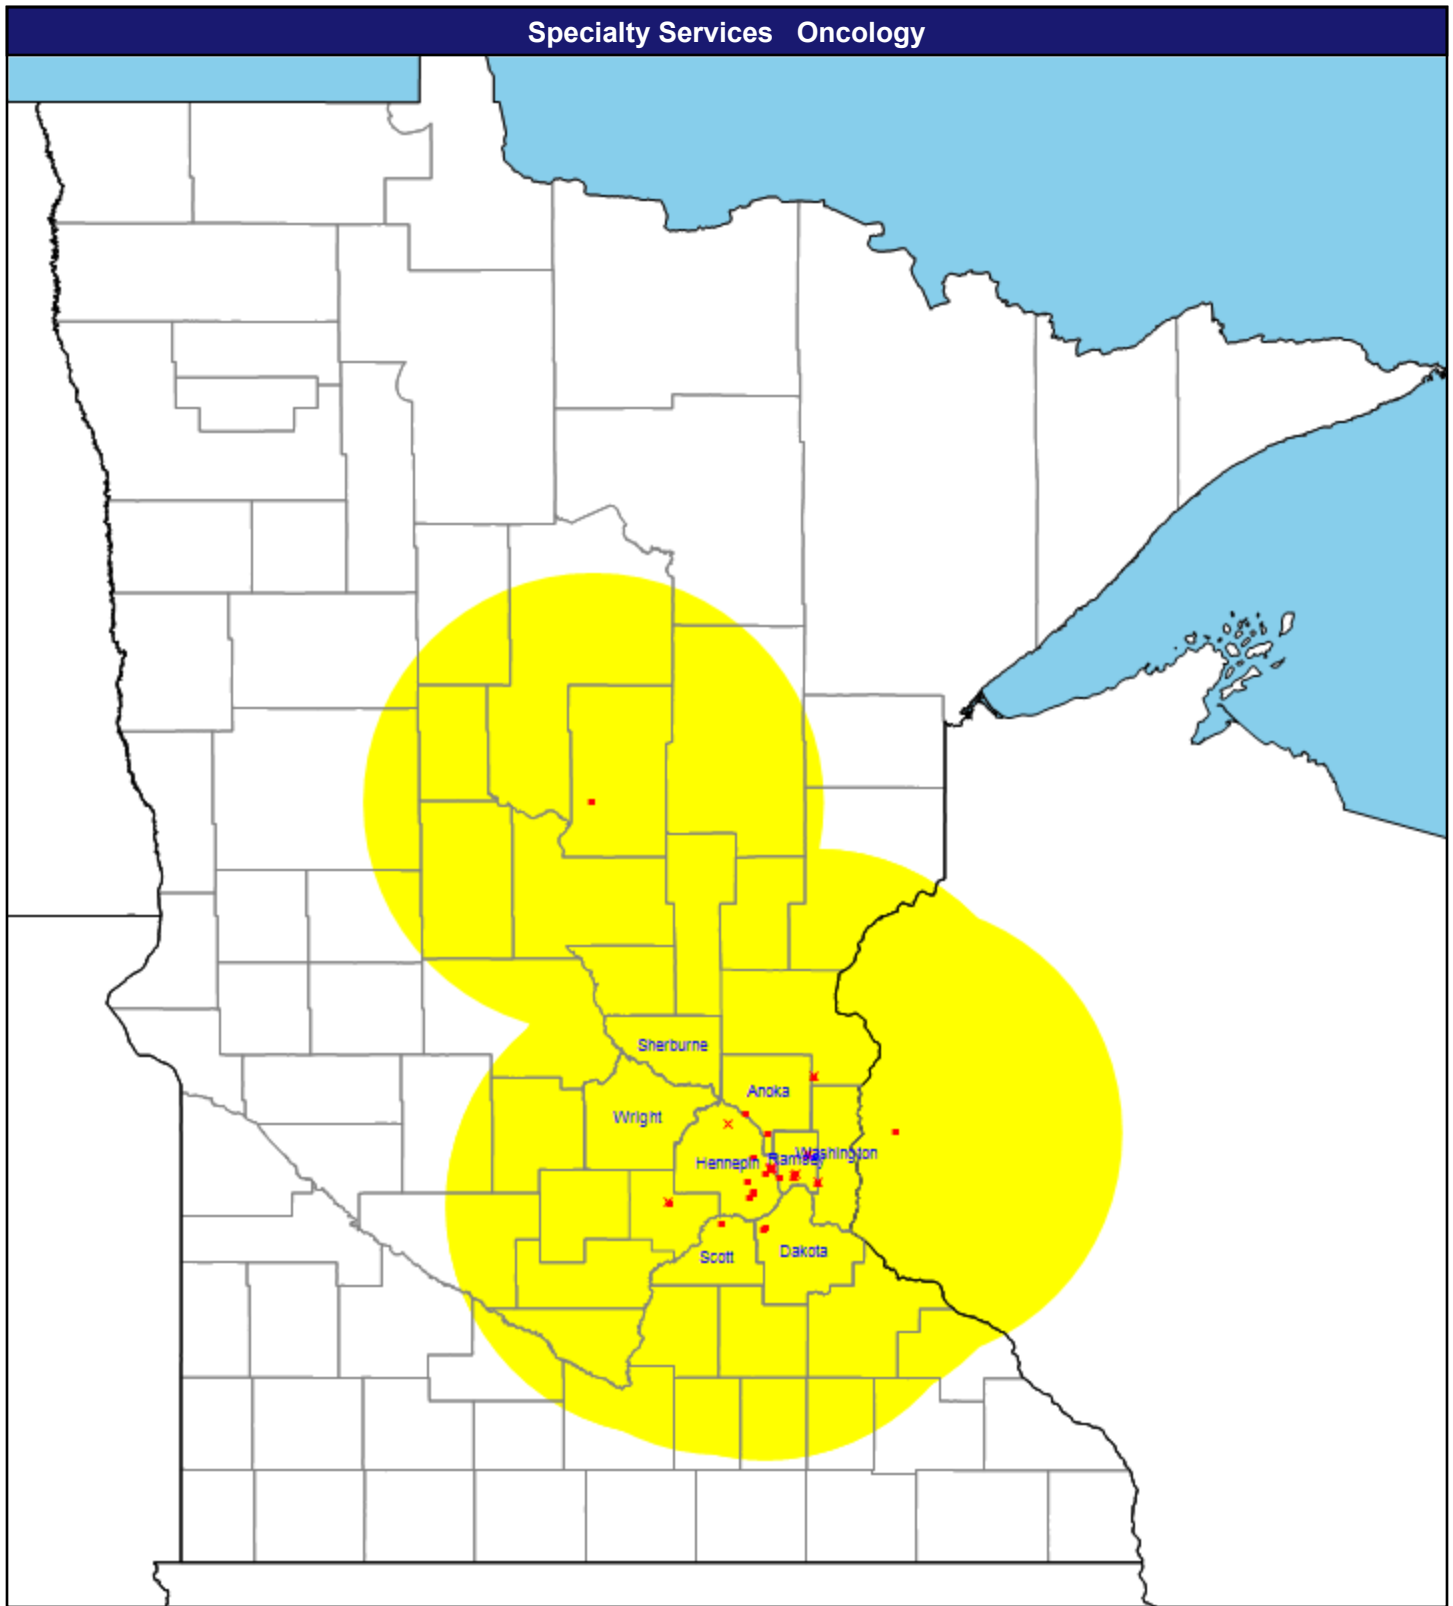 Specialty Services Oncology
Sherburne
Anoka
Wright
Washington
Hennepin
Ramsey
Scott
Dakota